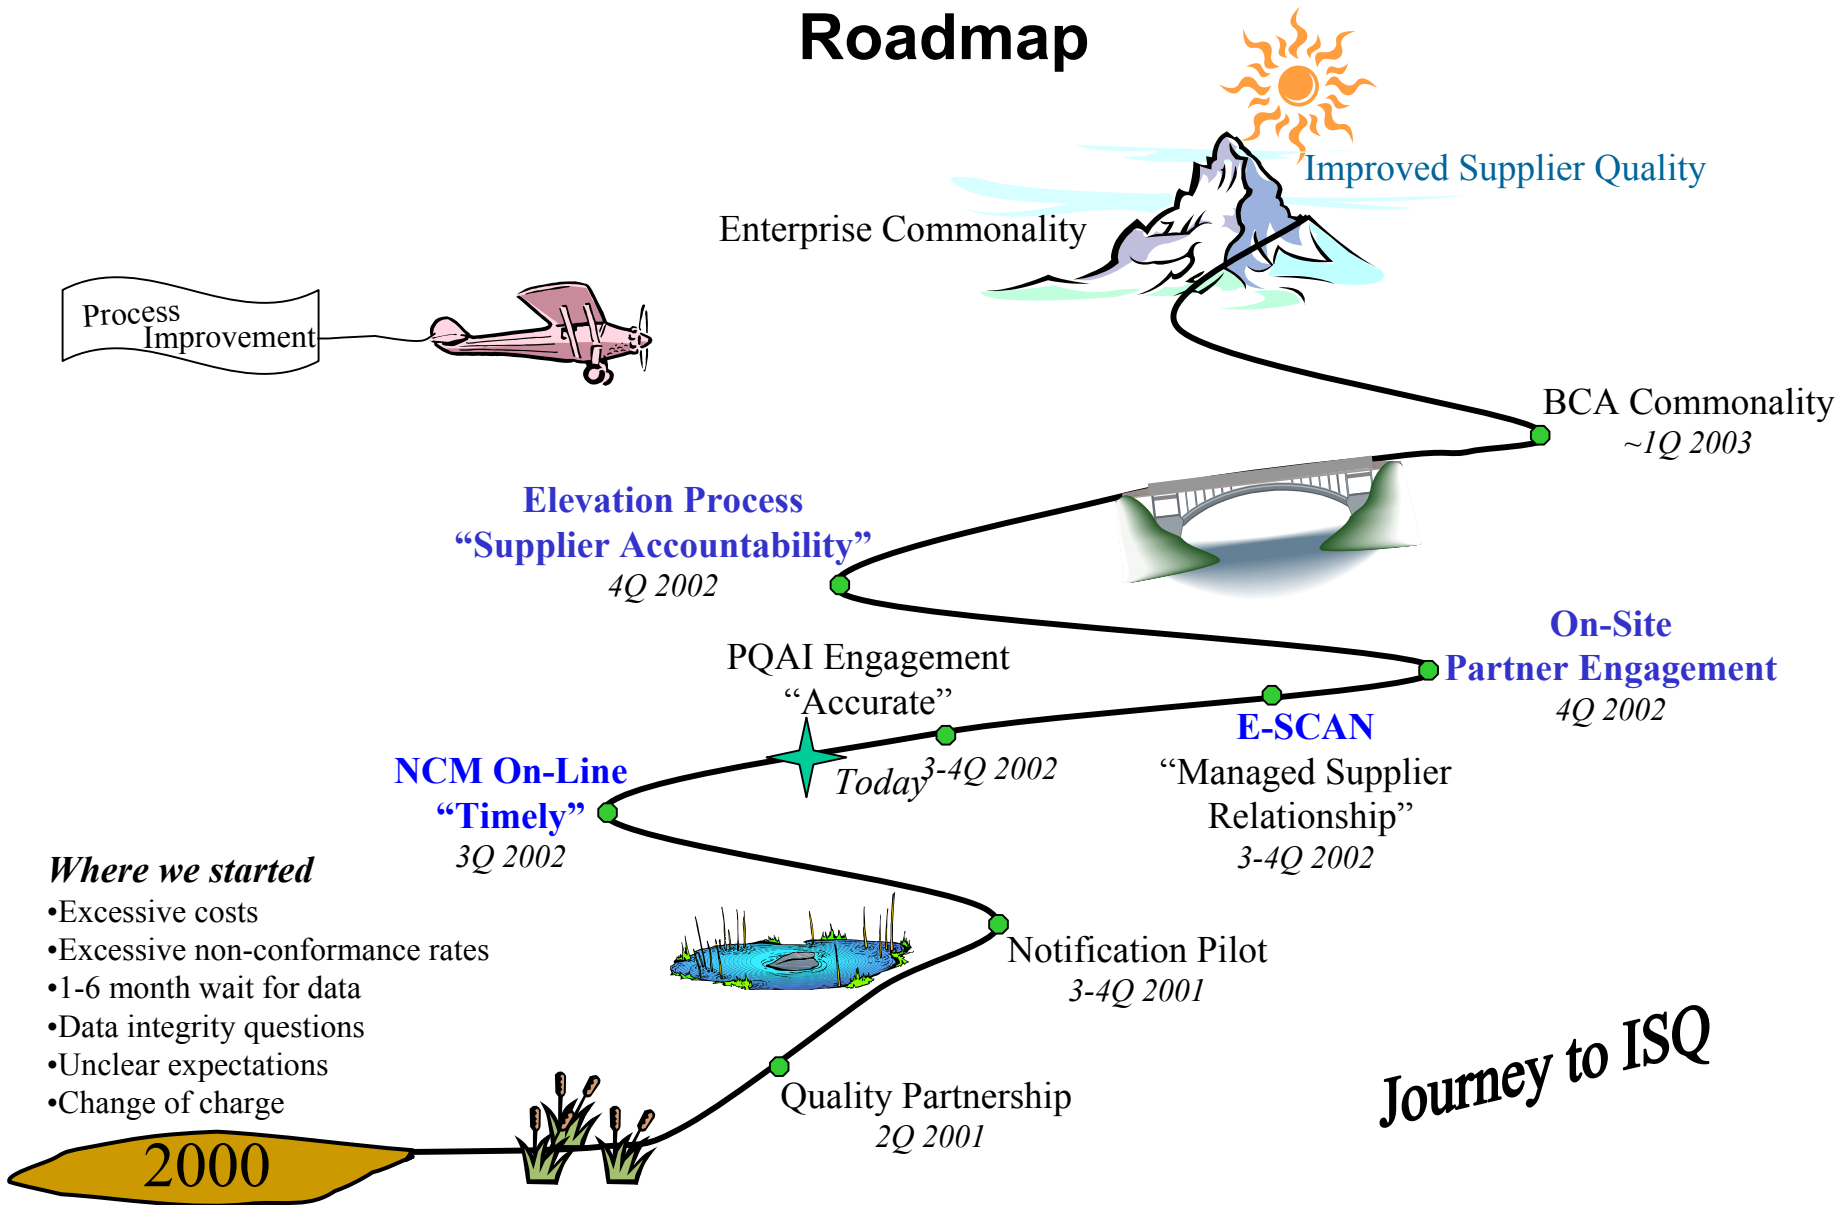 Roadmap
Improved Supplier Quality
Enterprise Commonality
Process
Improvement
BCA Commonality
~1Q 2003
Elevation Process
“Supplier Accountability”
4Q 2002
On-Site
Partner Engagement
4Q 2002
PQAI Engagement
“Accurate”
3-4Q 2002
Today
E-SCAN
“Managed Supplier
Relationship”
3-4Q 2002
NCM On-Line
“Timely”
3Q 2002
Where we started
•Excessive costs
•Excessive non-conformance rates
•1-6 month wait for data
•Data integrity questions
•Unclear expectations
•Change of charge
Notification Pilot
3-4Q 2001
Quality Partnership
2Q 2001
Journey to ISQ
2000